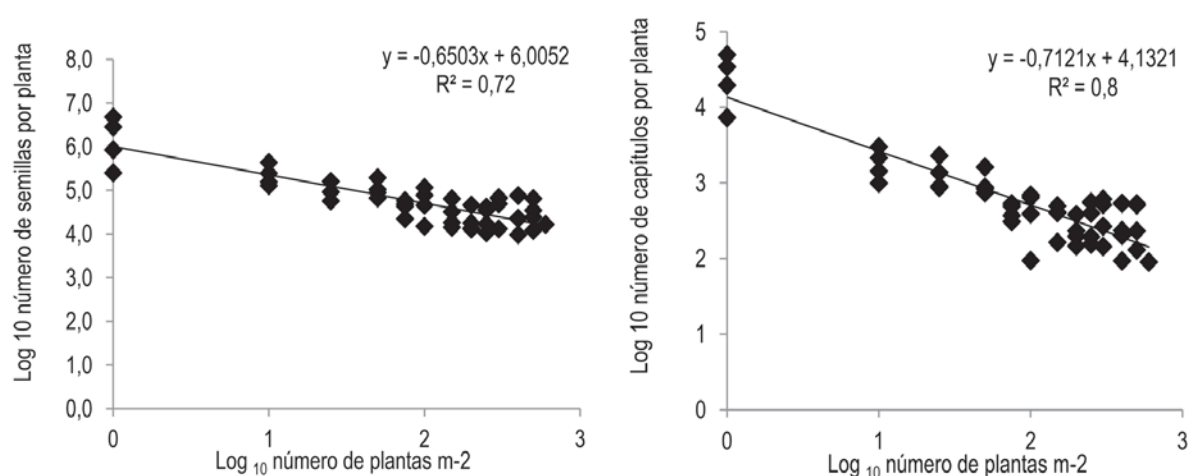 y = -0,6503x + 6,0052
R² = 0,72
Log 10 número de semillas por planta
8,0
7,0
6,0
5,0
4,0
3,0
2,0
1,0
0,0
0 1 2 3
Log 10 número de plantas m-2
y = -0,7121x + 4,1321
R² = 0,8
Log 10 número de capítulos por planta
5
4
3
2
1
0
0 1 2 3
Log 10 número de plantas m-2